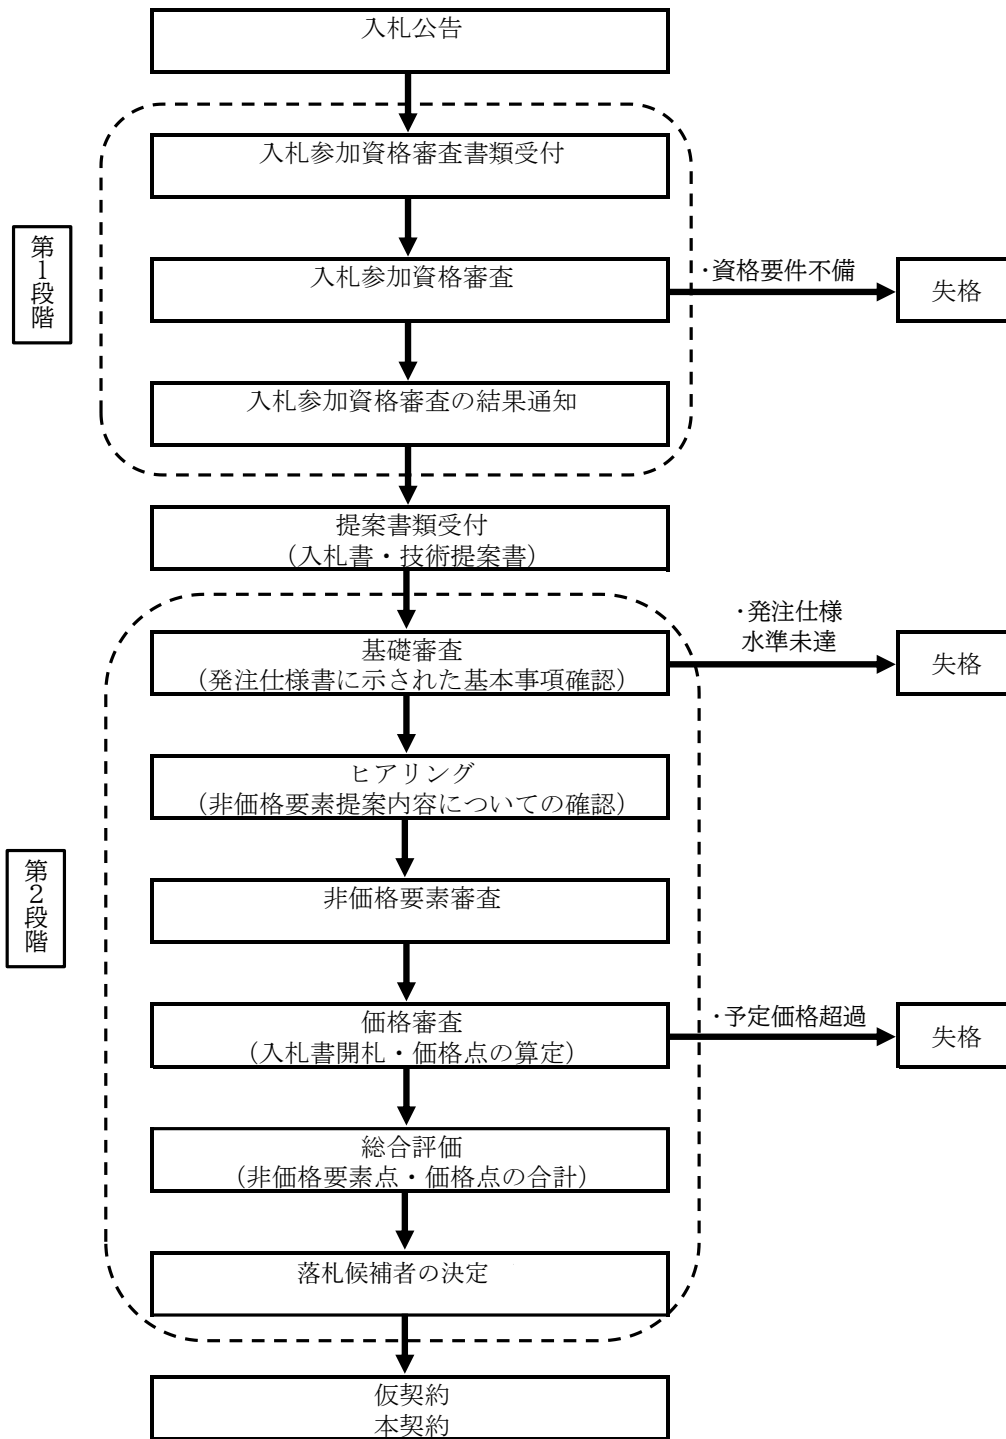 入札公告
入札参加資格審査書類受付
第1段階
入札参加資格審査
・資格要件不備
失格
入札参加資格審査の結果通知
提案書類受付
（入札書・技術提案書）
基礎審査
（発注仕様書に示された基本事項確認）
・発注仕様
水準未達
失格
ヒアリング
（非価格要素提案内容についての確認）
第2段階
非価格要素審査
価格審査
（入札書開札・価格点の算定）
・予定価格超過
失格
総合評価
（非価格要素点・価格点の合計）
落札候補者の決定
仮契約
本契約